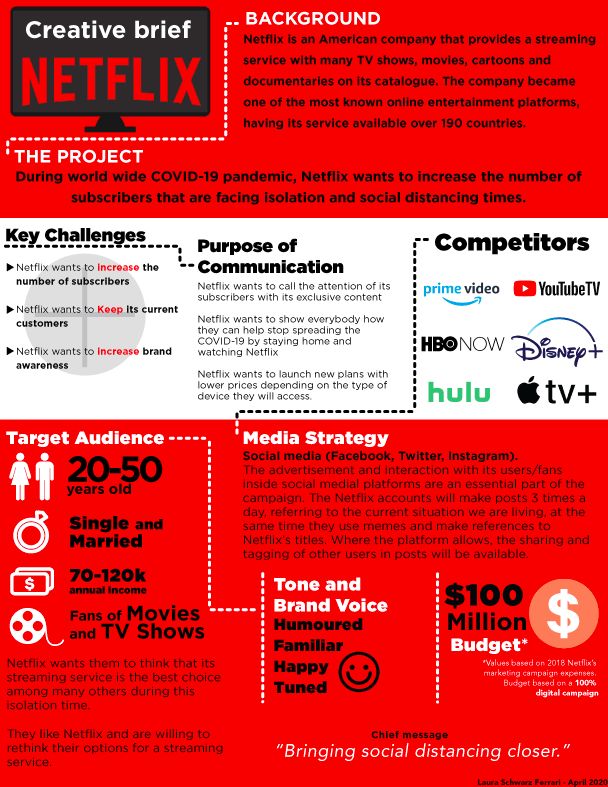 Creative brief
NETFLIX
BACKGROUND
Netflix is an American company that provides a streaming
service with many TV shows, movies, cartoons and
documentaries on its catalogue. The company became
one of the most known online entertainment platforms,
having its service available over 190 countries.
THE PROJECT
During world wide COVID-19 pandemic, Netflix wants to increase the number of
subscribers that are facing isolation and social distancing times.
Key Challenges
Netflix wants to increase the
number of subscribers
Netflix wants to Keep its current
customers
Netflix wants to increase brand
awareness
Purpose of
Communication
Netflix wants to call the attention of its
subscribers with its exclusive content
Netflix wants to show everybody how
they can help stop spreading the
COVID-19 by staying home and
watching Netflix
Netflix wants to launch new plans with
lower prices depending on the type of
device they will access.
Competitors
prime video
YouTubeTV
HBO NOW
Disney+
hulu
tv+
Target Audience
20-50
years old
Single and
Married
$
70-120k
annual income
Fans of Movies
and TV Shows
Netflix wants them to think that its
streaming service is the best choice
among many others during this
isolation time.
They like Netflix and are willing to
rethink their options for a streaming
service.
Media Strategy
Social media (Facebook, Twitter, Instagram).
The advertisement and interaction with its users/fans
inside social medial platforms are an essential part of the
campaign. The Netflix accounts will make posts 3 times a
day, referring to the current situation we are living, at the
same time they use memes and make references to
Netflix's titles. Where the platform allows, the sharing and
tagging of other users in posts will be available.
Tone and
Brand Voice
Humoured
Familiar
Happy
Tuned
$100
Million
Budget*
$
*Values based on 2018 Netflix's
marketing campaign expenses.
Budget based on a 100%
digital campaign
Chief message
"Bringing social distancing closer."
Laura Schwarz Ferrari - April 2020